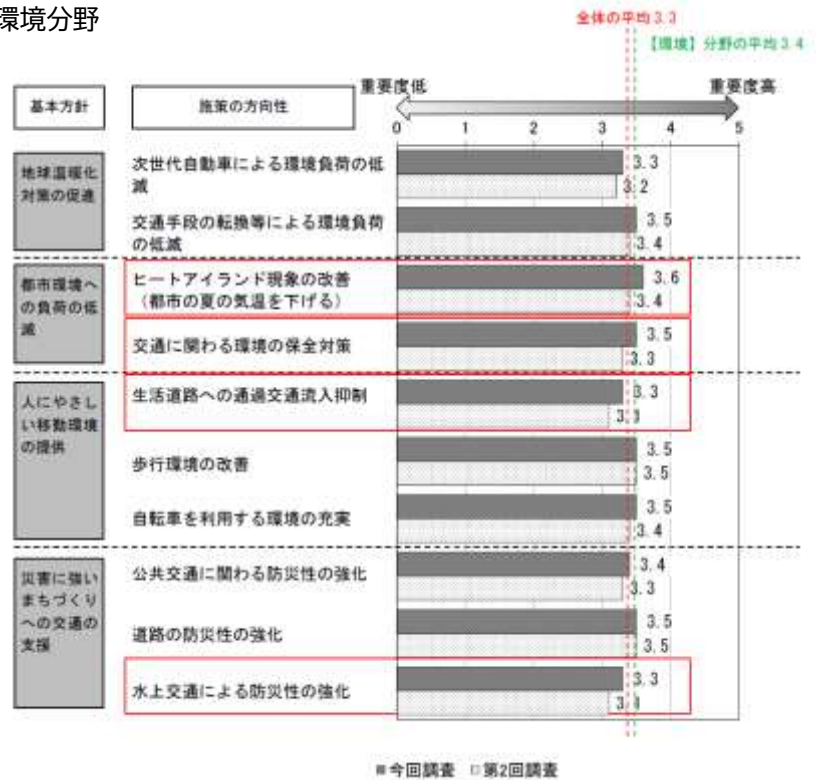 環境分野
全体の平均3.3
【環境】分野の平均3.4
重要度低
重要度高
基本方針
施策の方向性
0 1 2 3 4 5
地球温暖化
対策の促進
次世代自動車による環境負荷の低
減
3.3
3.2
交通手段の転換等による環境負荷
の低減
3.5
3.4
都市環境へ
の負荷の低
減
ヒートアイランド現象の改善
（都市の夏の気温を下げる）
3.6
3.4
交通に関わる環境の保全対策
3.5
3.3
人にやさし
い移動環境
の提供
生活道路への通過交通流入抑制
3.3
3.1
歩行環境の改善
3.5
3.5
自転車を利用する環境の充実
3.5
3.4
災害に強い
まちづくり
への交通の
支援
公共交通に関わる防災性の強化
3.4
3.3
道路の防災性の強化
3.5
3.5
水上交通による防災性の強化
3.3
3.1
今回調査 第2回調査